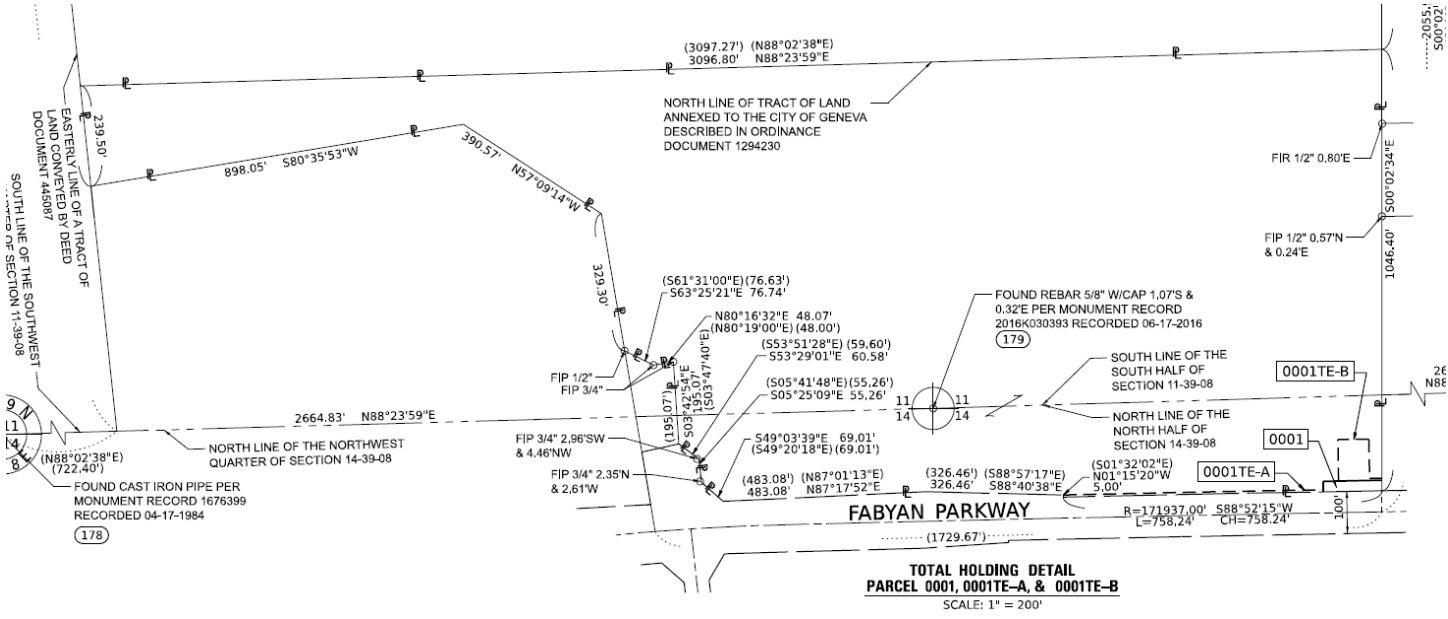 (3097.27') (N88°02'38"E)
3096.80' N88°23'59"E
2055.
S00°02'
NORTH LINE OF TRACT OF LAND
ANNEXED TO THE CITY OF GENEVA
DESCRIBED IN ORDINANCE
DOCUMENT 1294230
239.50'
EASTERLY LINE OF A TRACT OF
LAND CONVEYED BY DEED
DOCUMENT 445087
SOUTH LINE OF THE SOUTHWEST
OF SECTION 11-39-08
898.05' S80°35'53"W
390.57' N57°09'14"W
329.30'
FIR 1/2" 0.80'E
S00°02'34"E
1046.40'
FIP 1/2" 0.57'N
& 0.24'E
(S61°31'00"E)(76.63')
S63°25'21"E 76.74'
N80°16'32"E 48.07'
(N80°19'00"E)(48.00')
(S53°51'28"E) (59.60')
S53°29'01"E 60.58'
FIP 1/2"
FIP 3/4"
(195.07')
S03°42'54"E
195.07'
(S03°47'40"E)
(S05°41'48"E)(55,26')
S05°25'09"E 55,26'
FOUND REBAR 5/8" W/CAP 1,07'S &
0.32'E PER MONUMENT RECORD
2016K030393 RECORDED 06-17-2016
179
SOUTH LINE OF THE
SOUTH HALF OF
SECTION 11-39-08
0001TE-B
11 11
14 14
26
N88
NORTH LINE OF THE
NORTH HALF OF
SECTION 14-39-08
2664.83' N88°23'59"E
NORTH LINE OF THE NORTHWEST
QUARTER OF SECTION 14-39-08
(N88°02'38"E)
(722.40')
FOUND CAST IRON PIPE PER
MONUMENT RECORD 1676399
RECORDED 04-17-1984
178
FIP 3/4" 2,96'SW
& 4.46'NW
S49°03'39"E 69.01'
(S49°20'18"E) (69.01')
FIP 3/4" 2.35'N
& 2,61'W
(483.08') (N87°01'13"E)
483.08' N87°17'52"E
(326.46') (S88°57'17"E)
326.46' S88°40'38"E
(S01°32'02"E)
N01°15'20"W
5,00'
0001
0001TE-A
FABYAN PARKWAY
R=171937,00' S88°52'15"W
L=758,24' CH=758.24'
100'
(1729.67')
TOTAL HOLDING DETAIL
PARCEL 0001, 0001TE-A, & 0001TE-B
SCALE: 1" = 200'